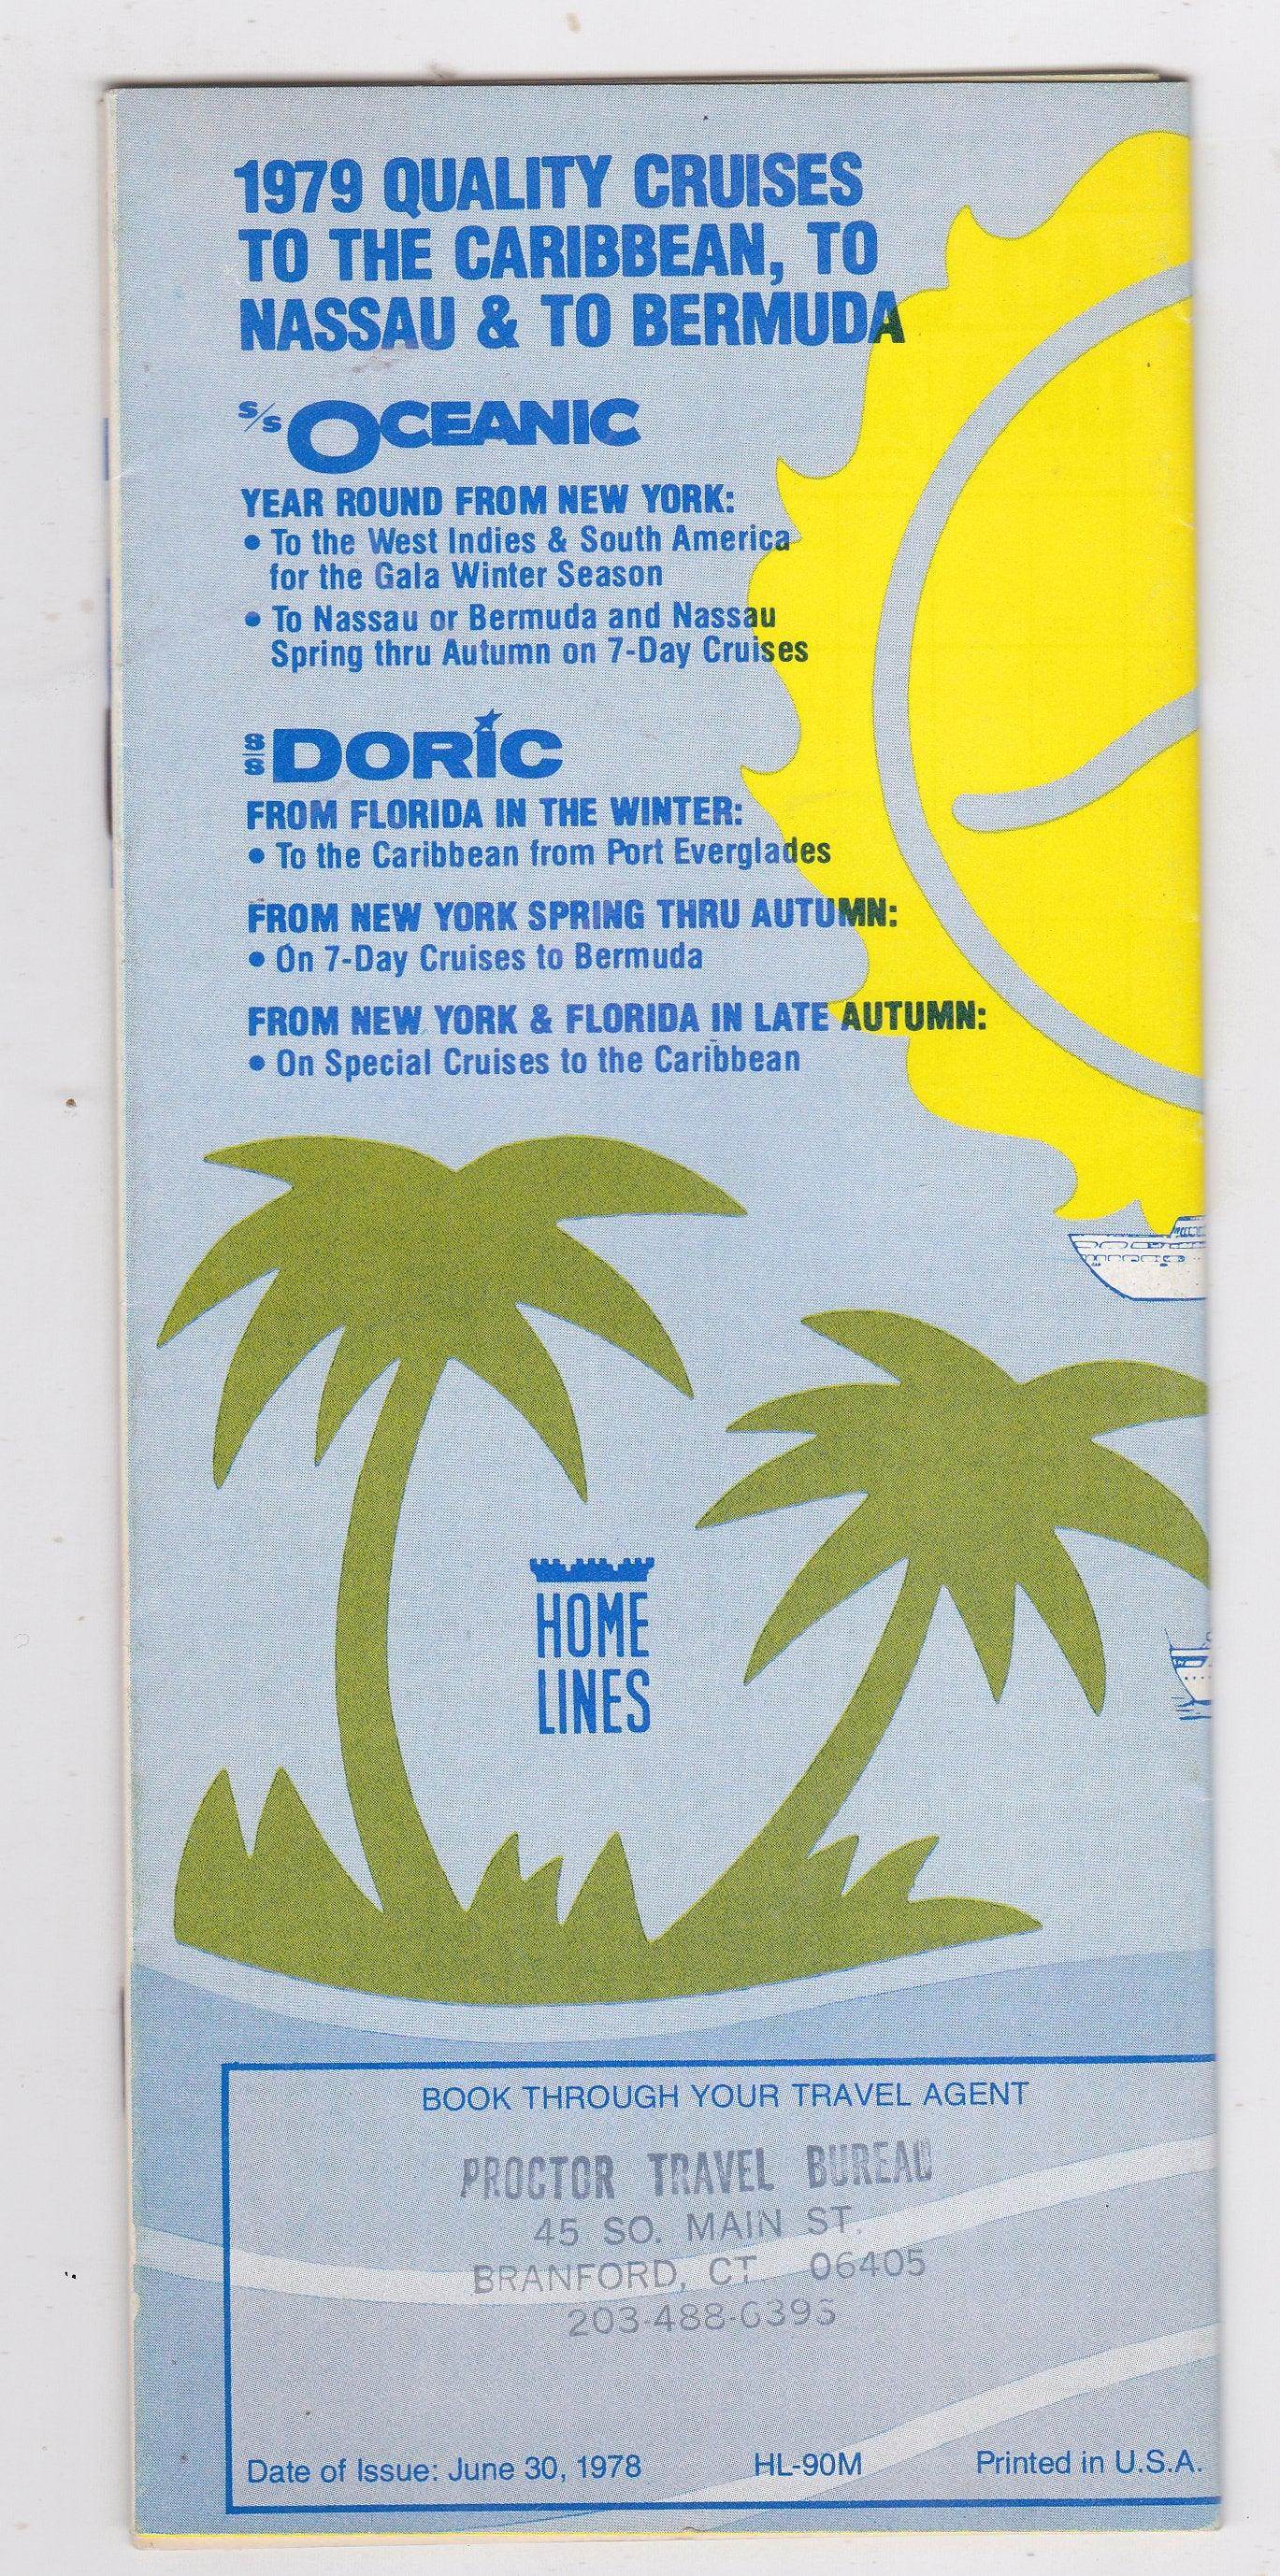 1979 QUALITY CRUISES
TO THE CARIBBEAN, TO
NASSAU & TO BERMUDA
S/S OCEANIC
YEAR ROUND FROM NEW YORK:
• To the West Indies & South America
for the Gala Winter Season
• To Nassau or Bermuda and Nassau
Spring thru Autumn on 7-Day Cruises
S/S DORIC
FROM FLORIDA IN THE WINTER:
• To the Caribbean from Port Everglades
FROM NEW YORK SPRING THRU AUTUMN:
• On 7-Day Cruises to Bermuda
FROM NEW YORK & FLORIDA IN LATE AUTUMN:
• On Special Cruises to the Caribbean
HOME
LINES
BOOK THROUGH YOUR TRAVEL AGENT
PROCTOR TRAVEL BUREAU
45 SO. MAIN ST.
BRANFORD, CT. 06405
Date of Issue: June 30, 1978 HL-90M Printed in U.S.A.